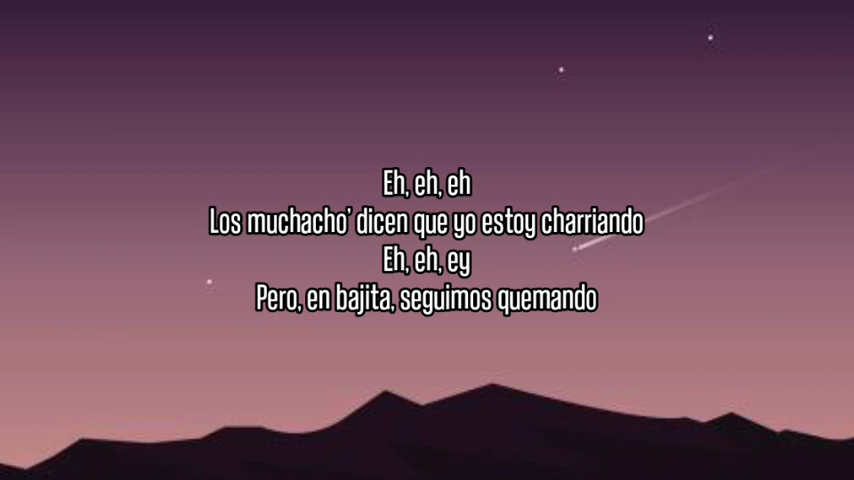 Eh, eh, eh
Los muchacho' dicen que yo estoy charriando
Eh, eh, ey
Pero, en bajita, seguimos quemando